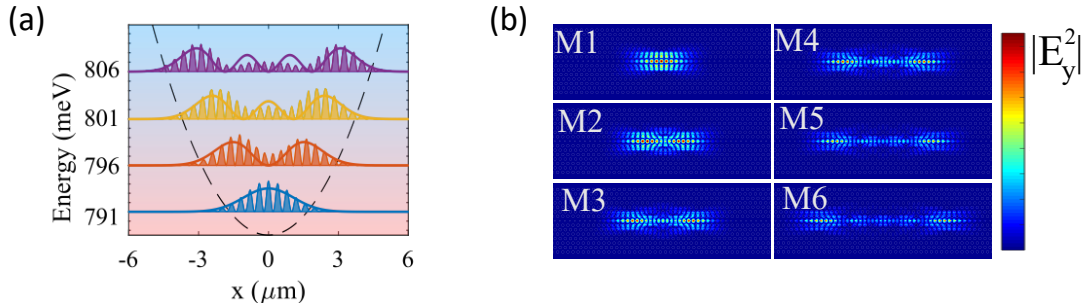 (a)
Energy (meV)
806
801
796
791
-6 -3 0 3 6
x (μm)
(b)
M1 M4
M2 M5
M3 M6
|E_y^2|